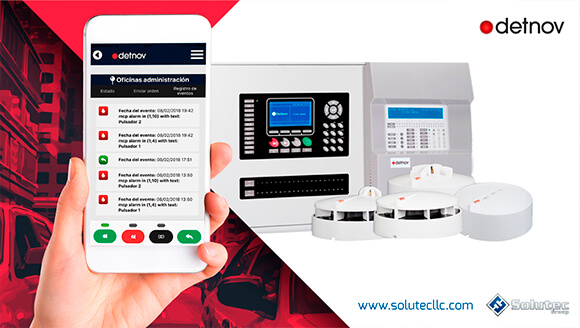 detnov
detnov
Oficinas administración
Estado
Enviar orden
Registro de eventos
Fecha del evento: 08/02/2018 19:42
mcp alarm in (1,10) with text:
Pulsador 2
Fecha del evento: 08/02/2018 19:42
mcp alarm in (1,4) with text:
Pulsador 1
Fecha del evento: 08/02/2018 17:51
Fecha del evento: 08/02/2018 13:50
mcp alarm in (1,10) with text:
Pulsador 2
Fecha del evento: 08/02/2018 13:50
mcp alarm in (1,4) with text:
Pulsador 1
detnov
www.solutecllc.com
Solutec
Group